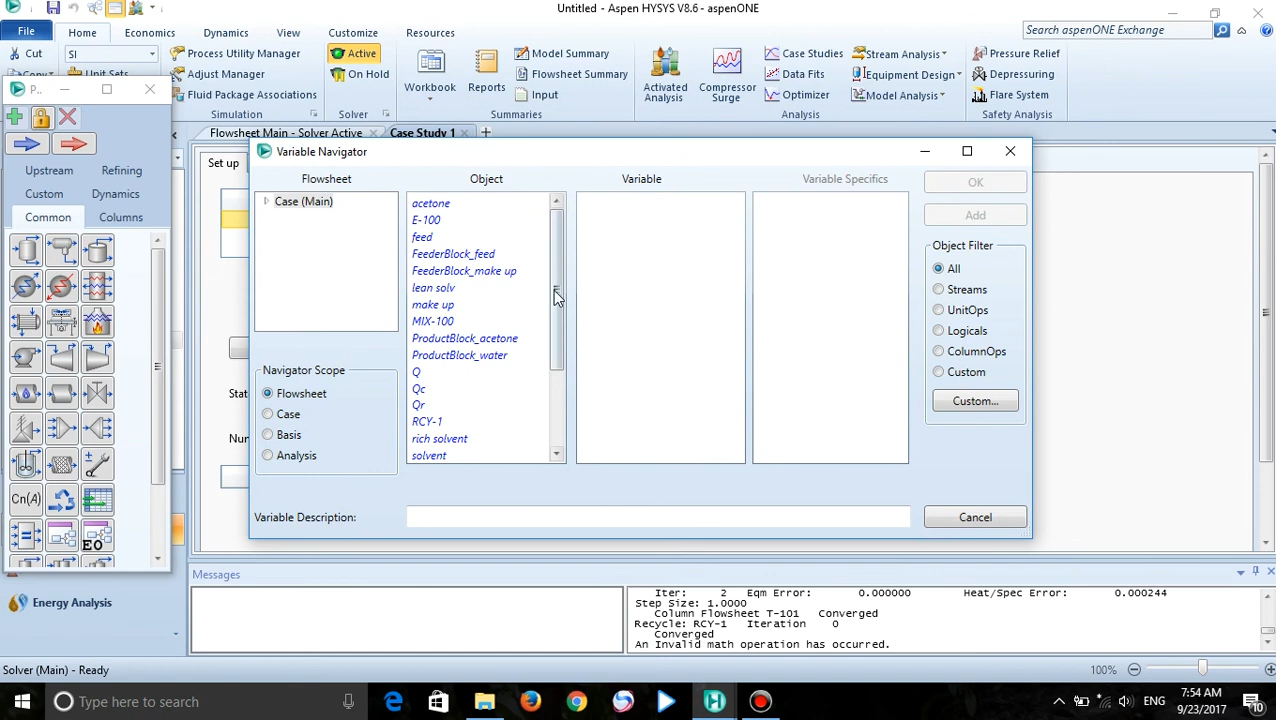 Untitled - Aspen HYSYS V8.6 - aspenONE
File
Home
Economics
Dynamics
View
Customize
Resources
Search aspenONE Exchange
Cut
SI
Process Utility Manager
Active
Model Summary
Case Studies
Stream Analysis
Pressure Relief
Unit Sets
Adjust Manager
On Hold
Workbook
Reports
Flowsheet Summary
Activated Analysis
Compressor Surge
Data Fits
Equipment Design
Depressuring
Fluid Package Associations
Input
Optimizer
Model Analysis
Flare System
Simulation
Solver
Summaries
Analysis
Safety Analysis
P..
Flowsheet Main - Solver Active
Case Study 1
Set up
Upstream
Refining
Custom
Dynamics
Common
Columns
Cn(A)
EO
Energy Analysis
Variable Navigator
Flowsheet
Object
Variable
Variable Specifics
Case (Main)
acetone
E-100
feed
FeederBlock_feed
FeederBlock_make up
lean solv
make up
MIX-100
ProductBlock_acetone
ProductBlock_water
Q
Qc
Qr
RCY-1
rich solvent
solvent
OK
Add
Object Filter
All
Streams
UnitOps
Logicals
ColumnOps
Custom
Custom...
Navigator Scope
Flowsheet
Case
Basis
Analysis
Variable Description:
Cancel
Stat
Num
Messages
Iter: 2 Eqm Error: 0.000000 Heat/Spec Error: 0.000244
Step Size: 1.0000
Column Flowsheet T-101 Converged
Recycle: RCY-1 Iteration 0
Converged
An Invalid math operation has occurred.
Solver (Main) - Ready
100%
Type here to search
ENG
7:54 AM
9/23/2017
10